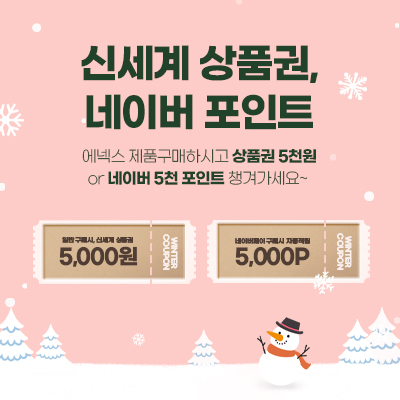 신세계 상품권,
네이버 포인트
에넥스 제품구매하시고 상품권 5천원
or 네이버 5천 포인트 챙겨가세요~
일반 구매시, 신세계 상품권
5,000원
WINTER
COUPON
네이버페이 구매시 자동적립
5,000P
WINTER
COUPON